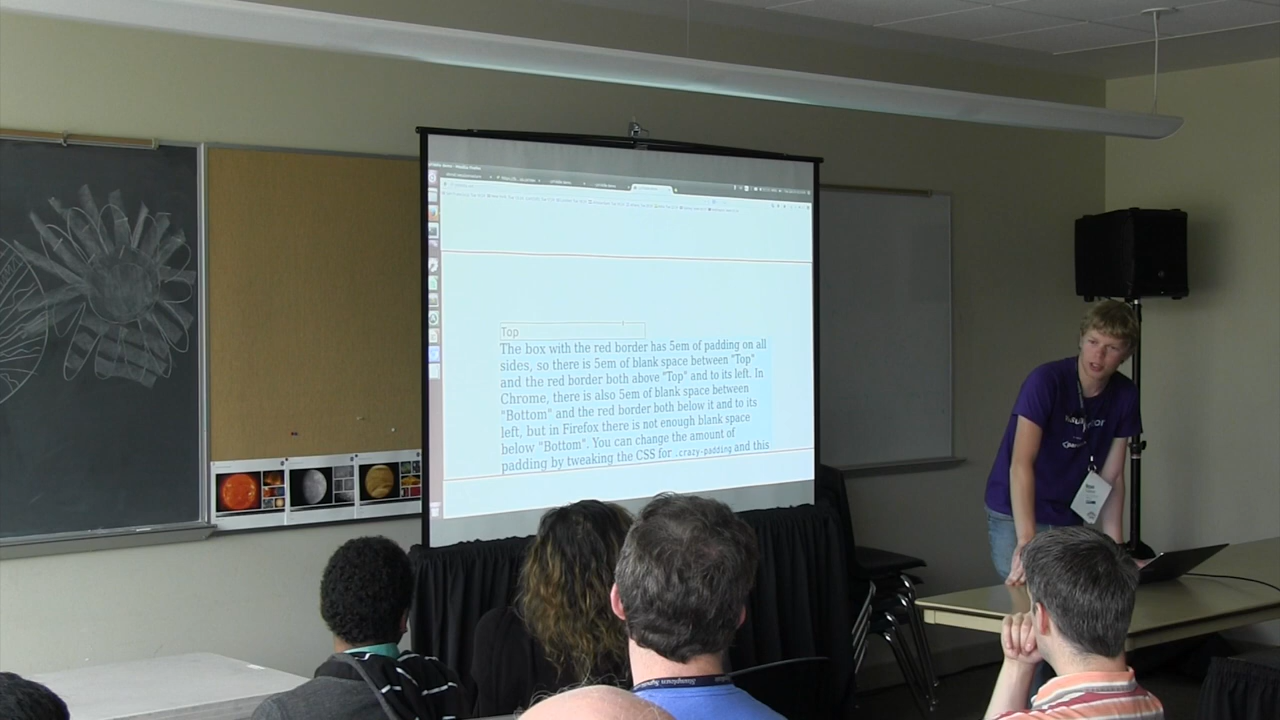 Top
The box with the red border has 5em of padding on all
sides, so there is 5em of blank space between "Top"
and the red border both above "Top" and to its left. In
Chrome, there is also 5em of blank space between
"Bottom" and the red border both below it and to its
left, but in Firefox there is not enough blank space
below "Bottom". You can change the amount of
padding by tweaking the CSS for .crazy-padding and this